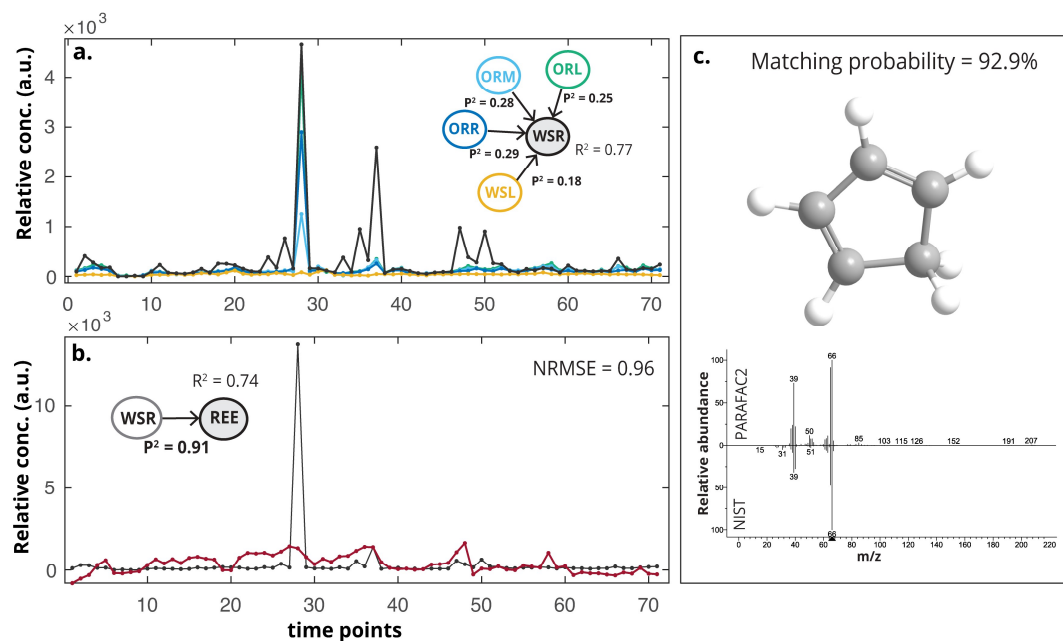 ×10³
a.
Relative conc. (a.u.)
4
3
2
1
0
0 10 20 30 40 50 60 70
ORM
ORL
P² = 0.28
P² = 0.25
ORR
WSR
R² = 0.77
P² = 0.29
WSL
P² = 0.18
×10³
b.
Relative conc. (a.u.)
10
5
0
R² = 0.74
NRMSE = 0.96
WSR
REE
P² = 0.91
10 20 30 40 50 60 70
time points
c.
Matching probability = 92.9%
Relative abundance
PARAFAC2
NIST
100
50
0
50
100
66
39
50
85
103 115 126 152 191 207
15
31
51
39
66
0 20 40 60 80 100 120 140 160 180 200 220
m/z